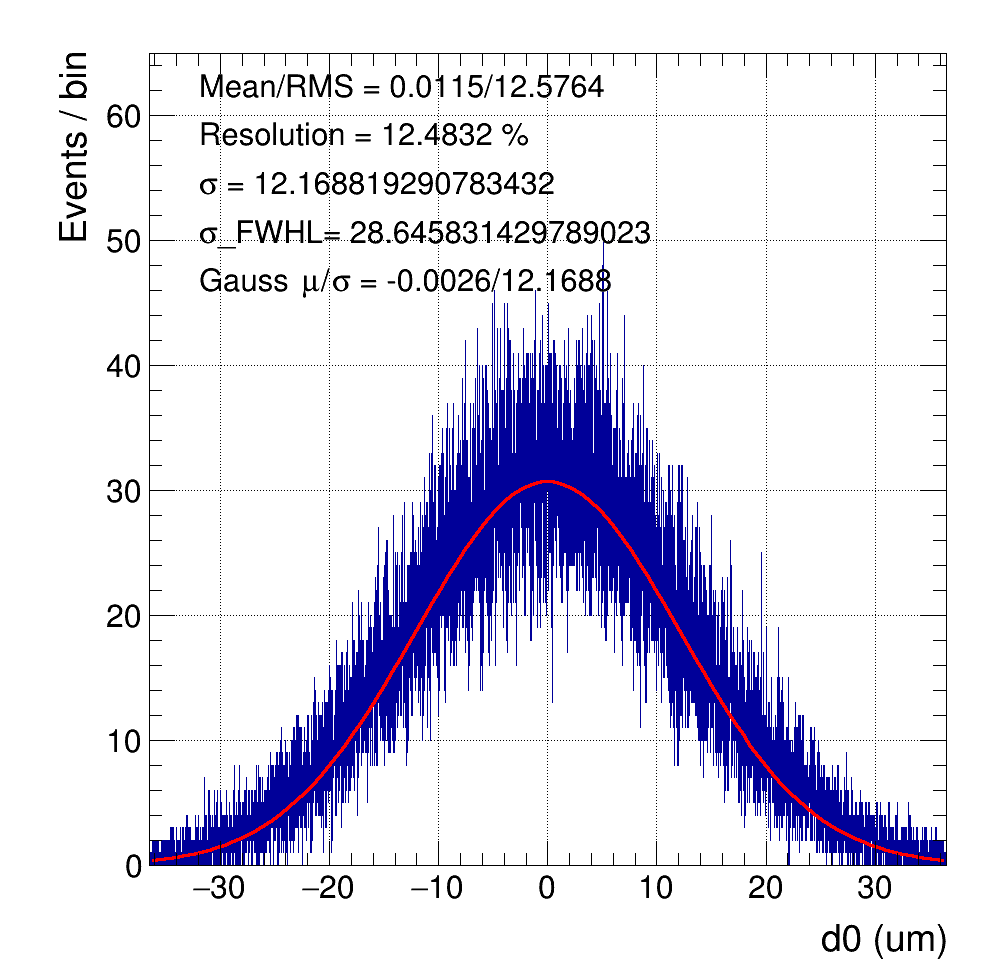 Events / bin
Mean/RMS = 0.0115/12.5764
Resolution = 12.4832 %
σ = 12.168819290783432
σ_FWHL= 28.645831429789023
Gauss μ/σ = -0.0026/12.1688
60
50
40
30
20
10
0
−30 −20 −10 0 10 20 30
d0 (um)